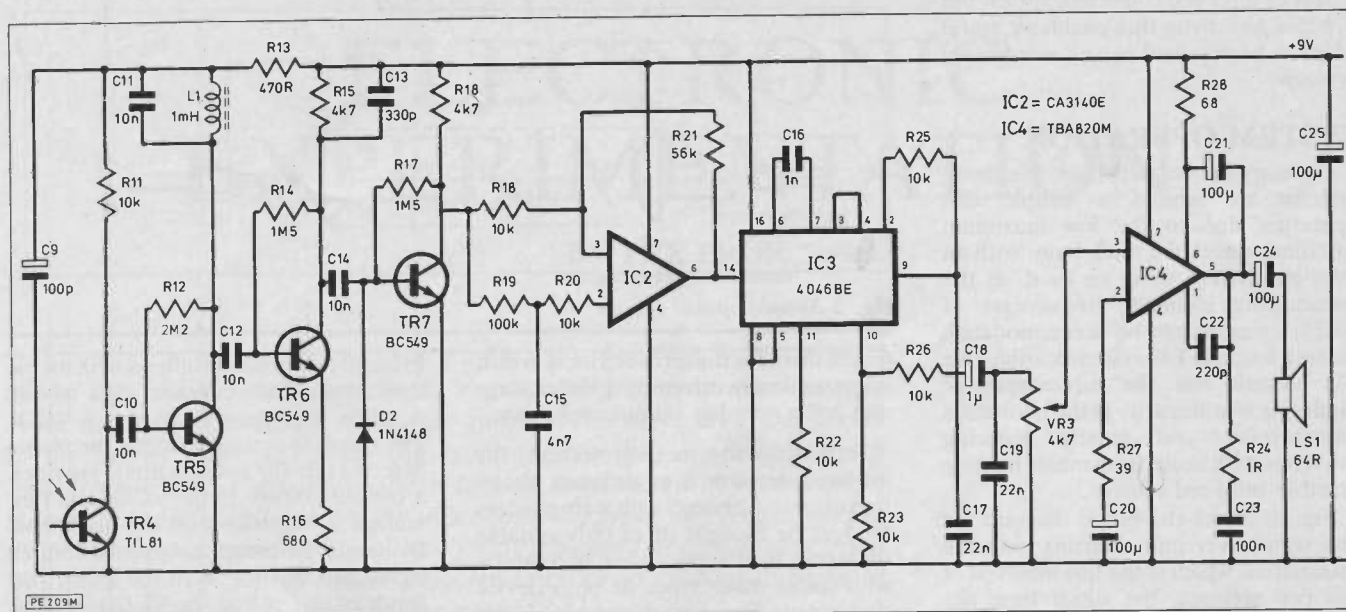 +9V
R13
470R
C11
10n
L1
1mH
R15
4k7
C13
330p
R18
4k7
R28
68
IC2 = CA3140E
IC4 = TBA820M
C25
100µ
C21
100µ
R21
56k
C16
1n
R25
10k
R11
10k
R14
1M5
R17
1M5
R18
10k
16
6
7
3
4
2
C9
100p
R12
2M2
C14
10n
3
7
IC2
6
2
4
14
IC3
4046BE
9
3
7
IC4
6
5
2
4
C24
100µ
TR7
BC549
R19
100k
R20
10k
8
5
11
10
C12
10n
TR6
BC549
R26
10k
C18
1µ
C22
220p
C10
10n
TR5
BC549
D2
1N4148
C15
4n7
R22
10k
VR3
4k7
R27
39
R24
1R
LS1
64R
TR4
TIL81
R16
680
R23
10k
C17
22n
C19
22n
C20
100µ
C23
100n
PE209M